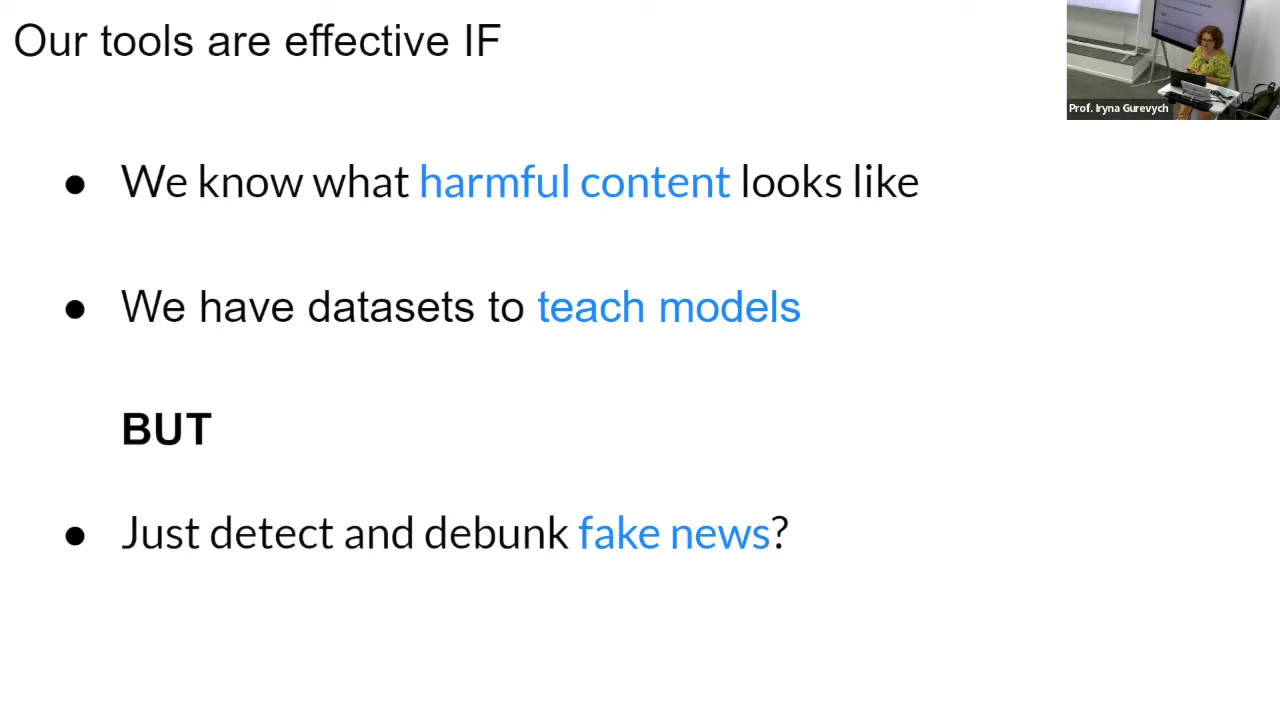 Our tools are effective IF
Prof. Iryna Gurevych
● We know what harmful content looks like
● We have datasets to teach models
BUT
● Just detect and debunk fake news?